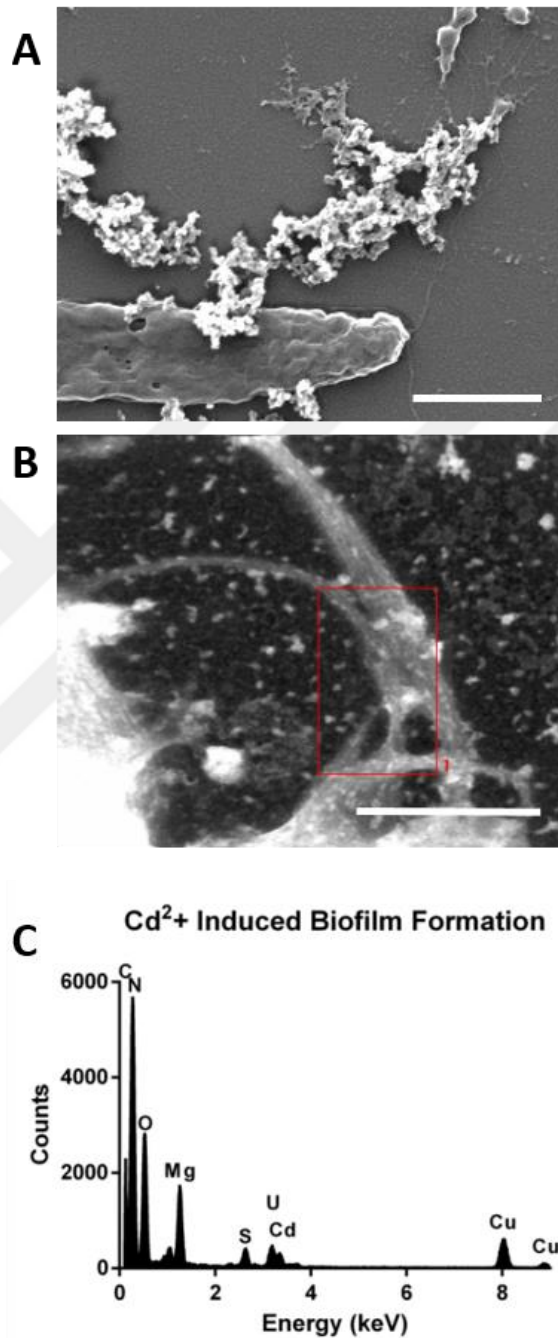 A
B
1
Cd²+ Induced Biofilm Formation
C
C
N
O
Mg
S
U
Cd
Cu
Cu
6000
4000
2000
0
Counts
0
2
4
6
8
Energy (keV)